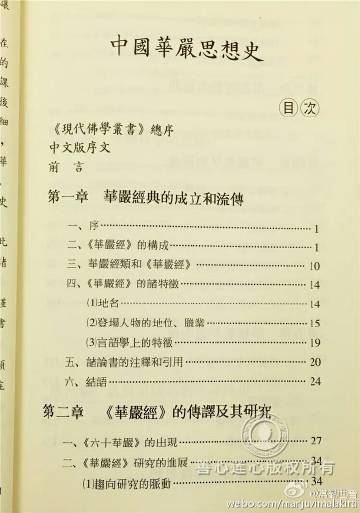 中國華嚴思想史
目次
《現代佛學叢書》總序
中文版序文
前言
第一章 華嚴經典的成立和流傳
一、序 1
二、《華嚴經》的構成 1
三、華嚴經類和《華嚴經》 10
四、《華嚴經》的諸特徵 14
⑴地名 14
⑵登場人物的地位、職業 15
⑶言語學上的特徵 19
五、諸論書的注釋和引用 20
六、結語 24
第二章 《華嚴經》的傳譯及其研究
一、《六十華嚴》的出現 27
二、《華嚴經》研究的進展 34
⑴趨向研究的脈動 34
善心蓮心版權所有
weibo.com/manjuvimalakirti